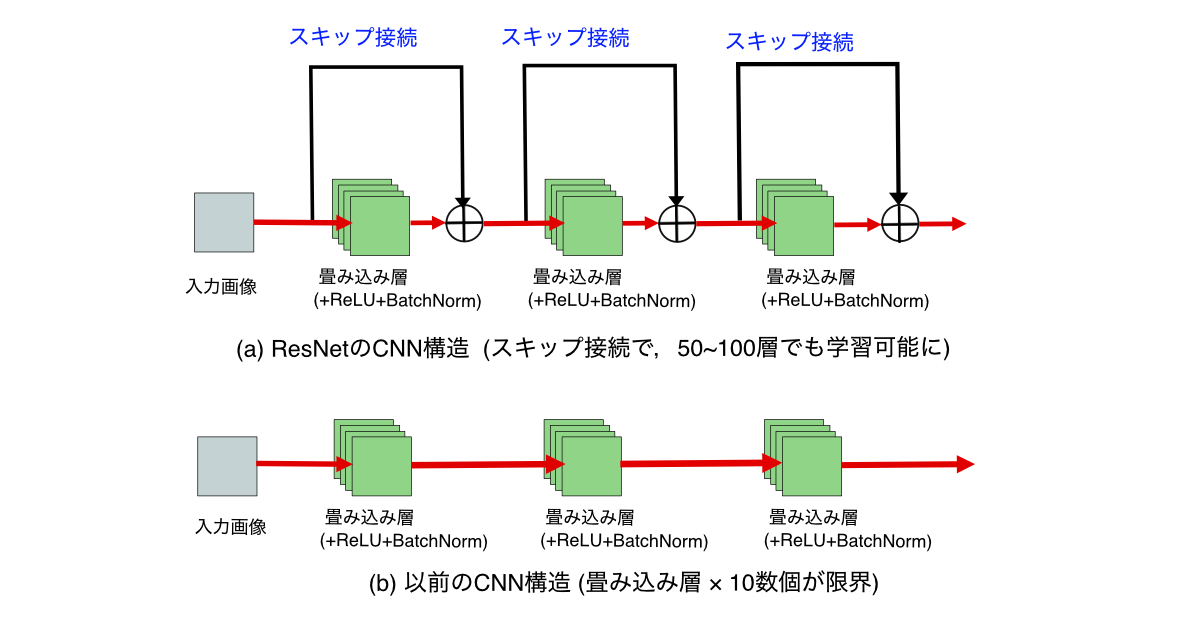 スキップ接続
スキップ接続
スキップ接続
入力画像
畳み込み層
(+ReLU+BatchNorm)
畳み込み層
(+ReLU+BatchNorm)
畳み込み層
(+ReLU+BatchNorm)
(a) ResNetのCNN構造 (スキップ接続で，50~100層でも学習可能に)
入力画像
畳み込み層
(+ReLU+BatchNorm)
畳み込み層
(+ReLU+BatchNorm)
畳み込み層
(+ReLU+BatchNorm)
(b) 以前のCNN構造 (畳み込み層 × 10数個が限界)